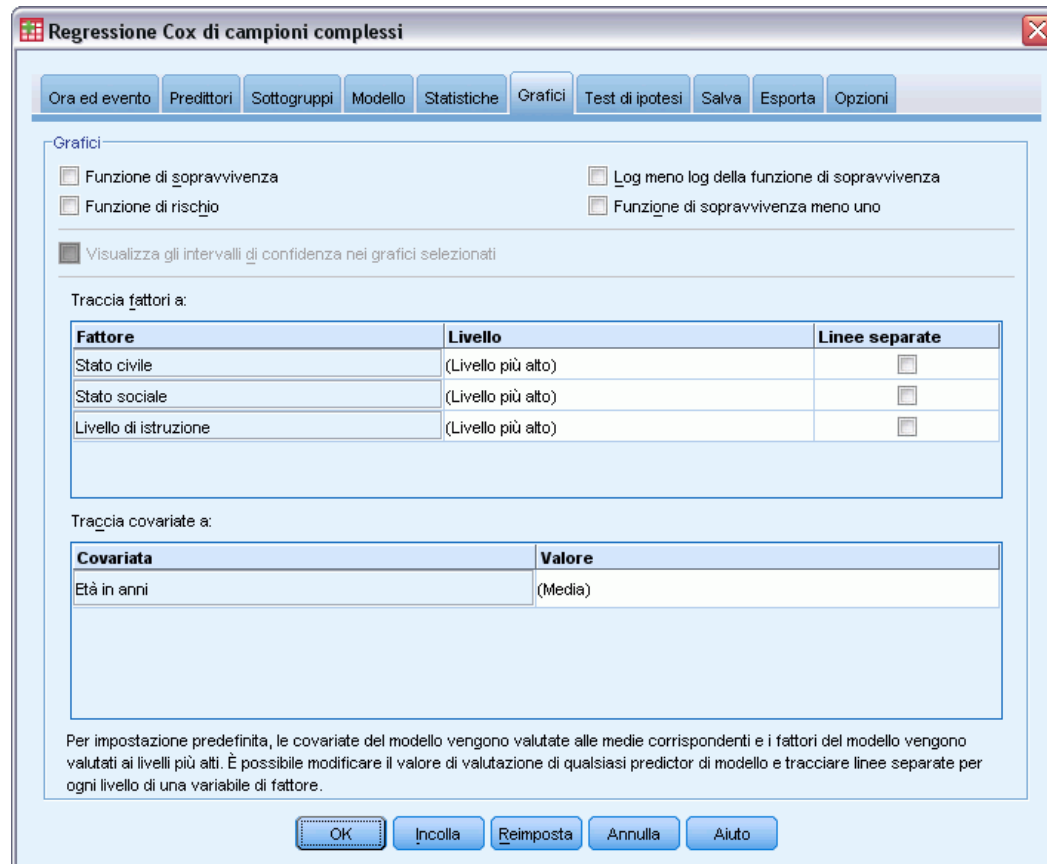 Regressione Cox di campioni complessi
Ora ed evento Predittori Sottogruppi Modello Statistiche Grafici Test di ipotesi Salva Esporta Opzioni
Grafici
Funzione di sopravvivenza Log meno log della funzione di sopravvivenza
Funzione di rischio Funzione di sopravvivenza meno uno
Visualizza gli intervalli di confidenza nei grafici selezionati
Traccia fattori a:
Fattore Livello Linee separate
Stato civile (Livello più alto)
Stato sociale (Livello più alto)
Livello di istruzione (Livello più alto)
Traccia covariate a:
Covariata Valore
Età in anni (Media)
Per impostazione predefinita, le covariate del modello vengono valutate alle medie corrispondenti e i fattori del modello vengono
valutati ai livelli più alti. È possibile modificare il valore di valutazione di qualsiasi predictor di modello e tracciare linee separate per
ogni livello di una variabile di fattore.
OK Incolla Reimposta Annulla Aiuto